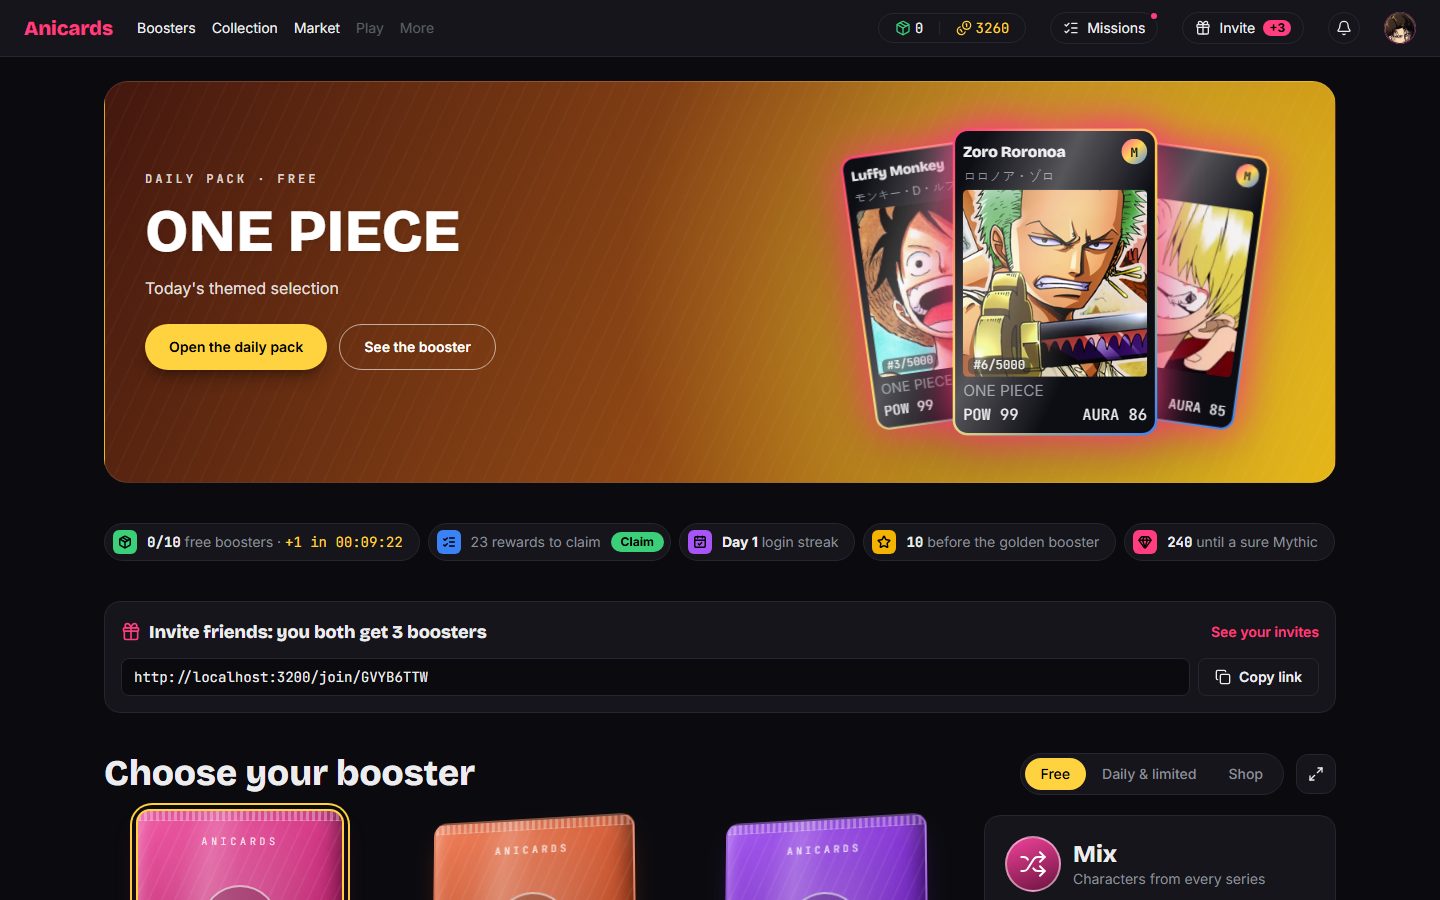 Anicards Boosters Collection Market Play More 0 3260 Missions Invite +3
DAILY PACK · FREE
ONE PIECE
Today's themed selection
Open the daily pack See the booster
Luffy Monkey
モンキー・D・ルフ
#3/5000
ONE PIECE
POW 99
Zoro Roronoa M
ロロノア・ゾロ
#6/5000
ONE PIECE
POW 99 AURA 86
M
AURA 85
0/10 free boosters · +1 in 00:09:22
23 rewards to claim Claim
Day 1 login streak
10 before the golden booster
240 until a sure Mythic
Invite friends: you both get 3 boosters See your invites
http://localhost:3200/join/GVYB6TTW Copy link
Choose your booster Free Daily & limited Shop
ANICARDS ANICARDS ANICARDS
Mix
Characters from every series